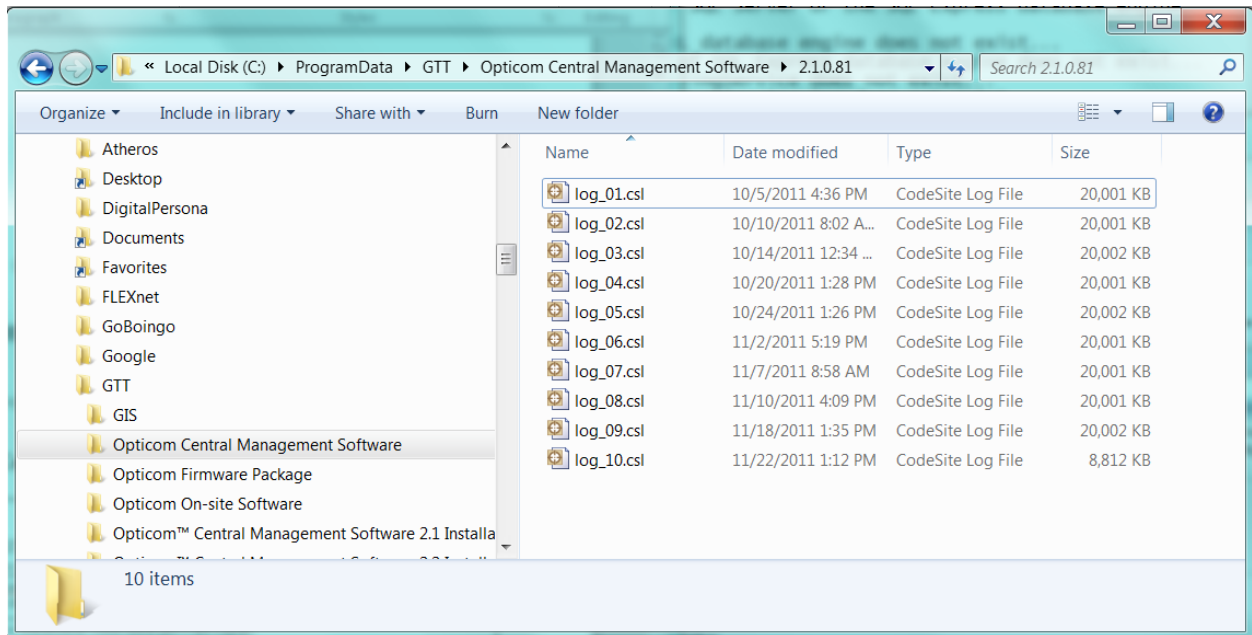 « Local Disk (C:) ▸ ProgramData ▸ GTT ▸ Opticom Central Management Software ▸ 2.1.0.81
Search 2.1.0.81
Organize Include in library Share with Burn New folder
Atheros
Desktop
DigitalPersona
Documents
Favorites
FLEXnet
GoBoingo
Google
GTT
GIS
Opticom Central Management Software
Opticom Firmware Package
Opticom On-site Software
Opticom™ Central Management Software 2.1 Installa
Name Date modified Type Size
log_01.csl 10/5/2011 4:36 PM CodeSite Log File 20,001 KB
log_02.csl 10/10/2011 8:02 A... CodeSite Log File 20,001 KB
log_03.csl 10/14/2011 12:34 ... CodeSite Log File 20,002 KB
log_04.csl 10/20/2011 1:28 PM CodeSite Log File 20,001 KB
log_05.csl 10/24/2011 1:26 PM CodeSite Log File 20,002 KB
log_06.csl 11/2/2011 5:19 PM CodeSite Log File 20,001 KB
log_07.csl 11/7/2011 8:58 AM CodeSite Log File 20,001 KB
log_08.csl 11/10/2011 4:09 PM CodeSite Log File 20,001 KB
log_09.csl 11/18/2011 1:35 PM CodeSite Log File 20,002 KB
log_10.csl 11/22/2011 1:12 PM CodeSite Log File 8,812 KB
10 items